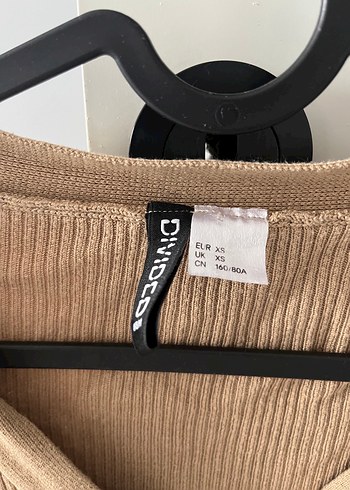 DIVIDED
EUR XS
UK XS
CN 160/80A